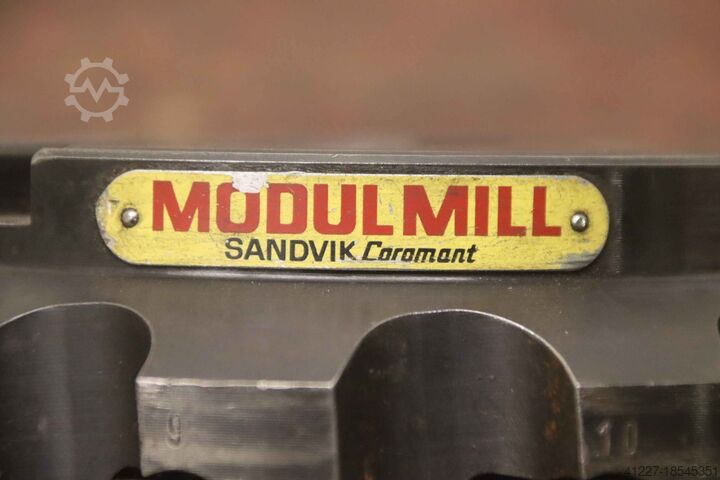 MODULMILL
SANDVIK Coromant
9
10
41227-18545351